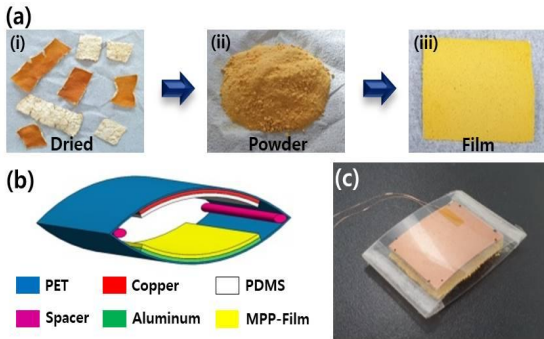 (a)
(i) (ii) (iii)
Dried Powder Film
(b) (c)
PET Copper PDMS
Spacer Aluminum MPP-Film